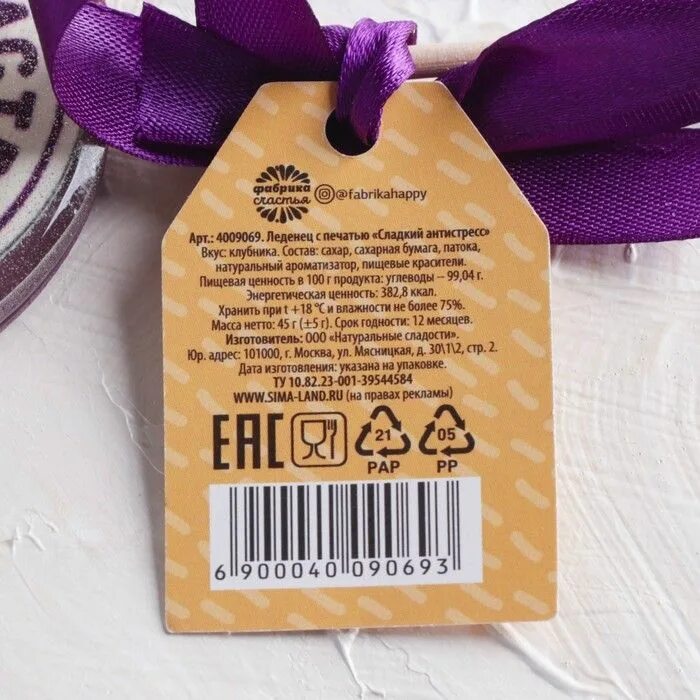 АСТА
фабрика
счастья
@fabrikahappy
Арт.: 4009069. Леденец с печатью «Сладкий антистресс»
Вкус: клубника. Состав: сахар, сахарная бумага, патока,
натуральный ароматизатор, пищевые красители.
Пищевая ценность в 100 г продукта: углеводы – 99,04 г.
Энергетическая ценность: 382,8 ккал.
Хранить при t +18 °С и влажности не более 75%.
Масса нетто: 45 г (±5 г). Срок годности: 12 месяцев.
Изготовитель: ООО «Натуральные сладости».
Юр. адрес: 101000, г. Москва, ул. Мясницкая, д. 30\1\2, стр. 2.
Дата изготовления: указана на упаковке.
ТУ 10.82.23-001-39544584
WWW.SIMA-LAND.RU (на правах рекламы)
EAC 21 05
PAP PP
6 900040 090693